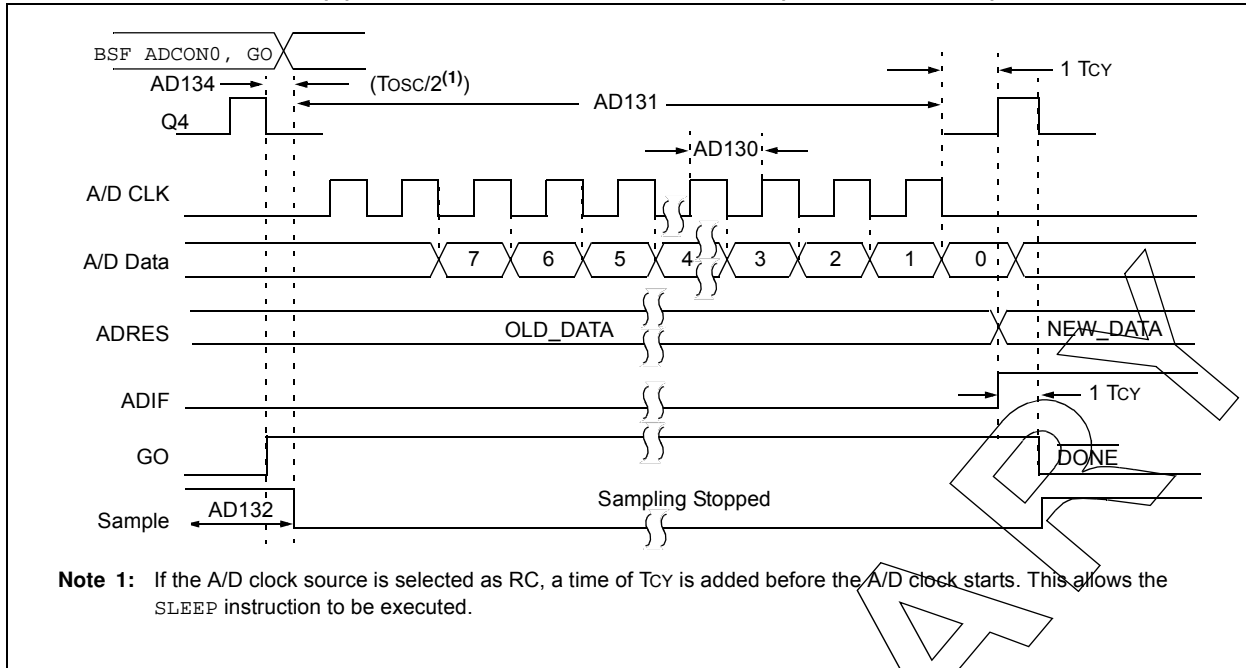 BSF ADCON0, GO
AD134
(TOSC/2(1))
AD131
1 TCY
Q4
AD130
A/D CLK
A/D Data
7 6 5 4 3 2 1 0
ADRES
OLD_DATA
NEW_DATA
ADIF
1 TCY
GO
DONE
Sample
AD132
Sampling Stopped
Note 1: If the A/D clock source is selected as RC, a time of TCY is added before the A/D clock starts. This allows the
SLEEP instruction to be executed.